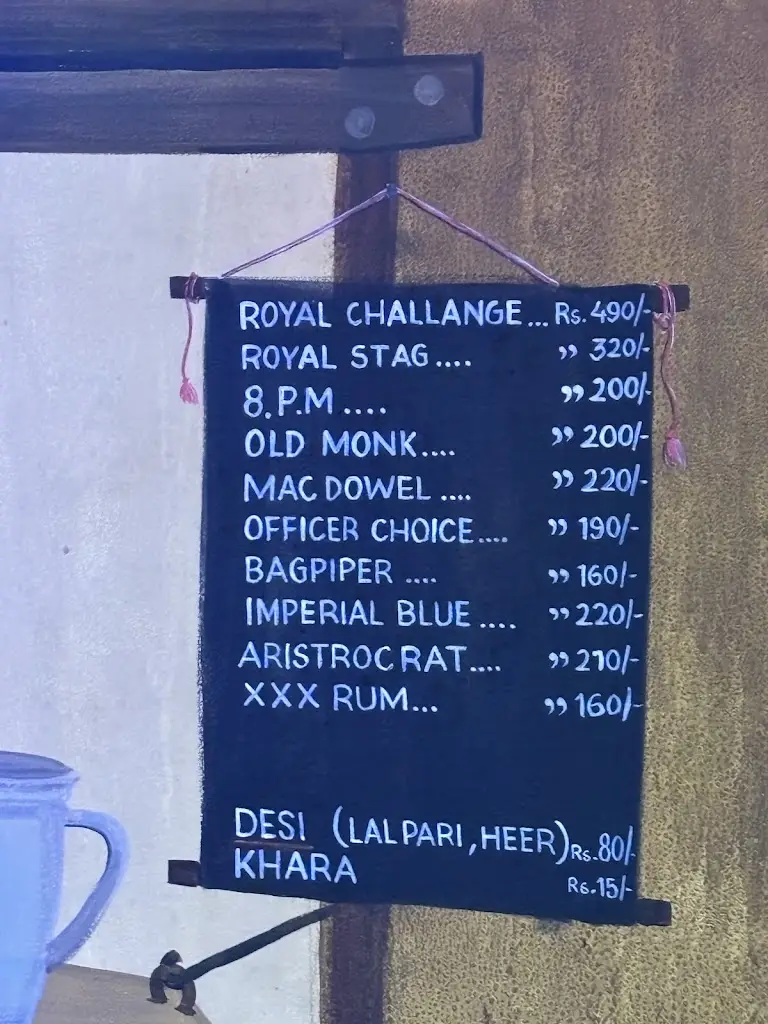 ROYAL CHALLANGE... Rs. 490/-
ROYAL STAG.... ,, 320/-
8.P.M .... ,, 200/-
OLD MONK.... ,, 200/-
MAC DOWEL .... ,, 220/-
OFFICER CHOICE.... ,, 190/-
BAGPIPER .... ,, 160/-
IMPERIAL BLUE .... ,, 220/-
ARISTROCRAT.... ,, 210/-
XXX RUM... ,, 160/-
DESI (LALPARI, HEER) Rs. 80/-
KHARA Rs. 15/-